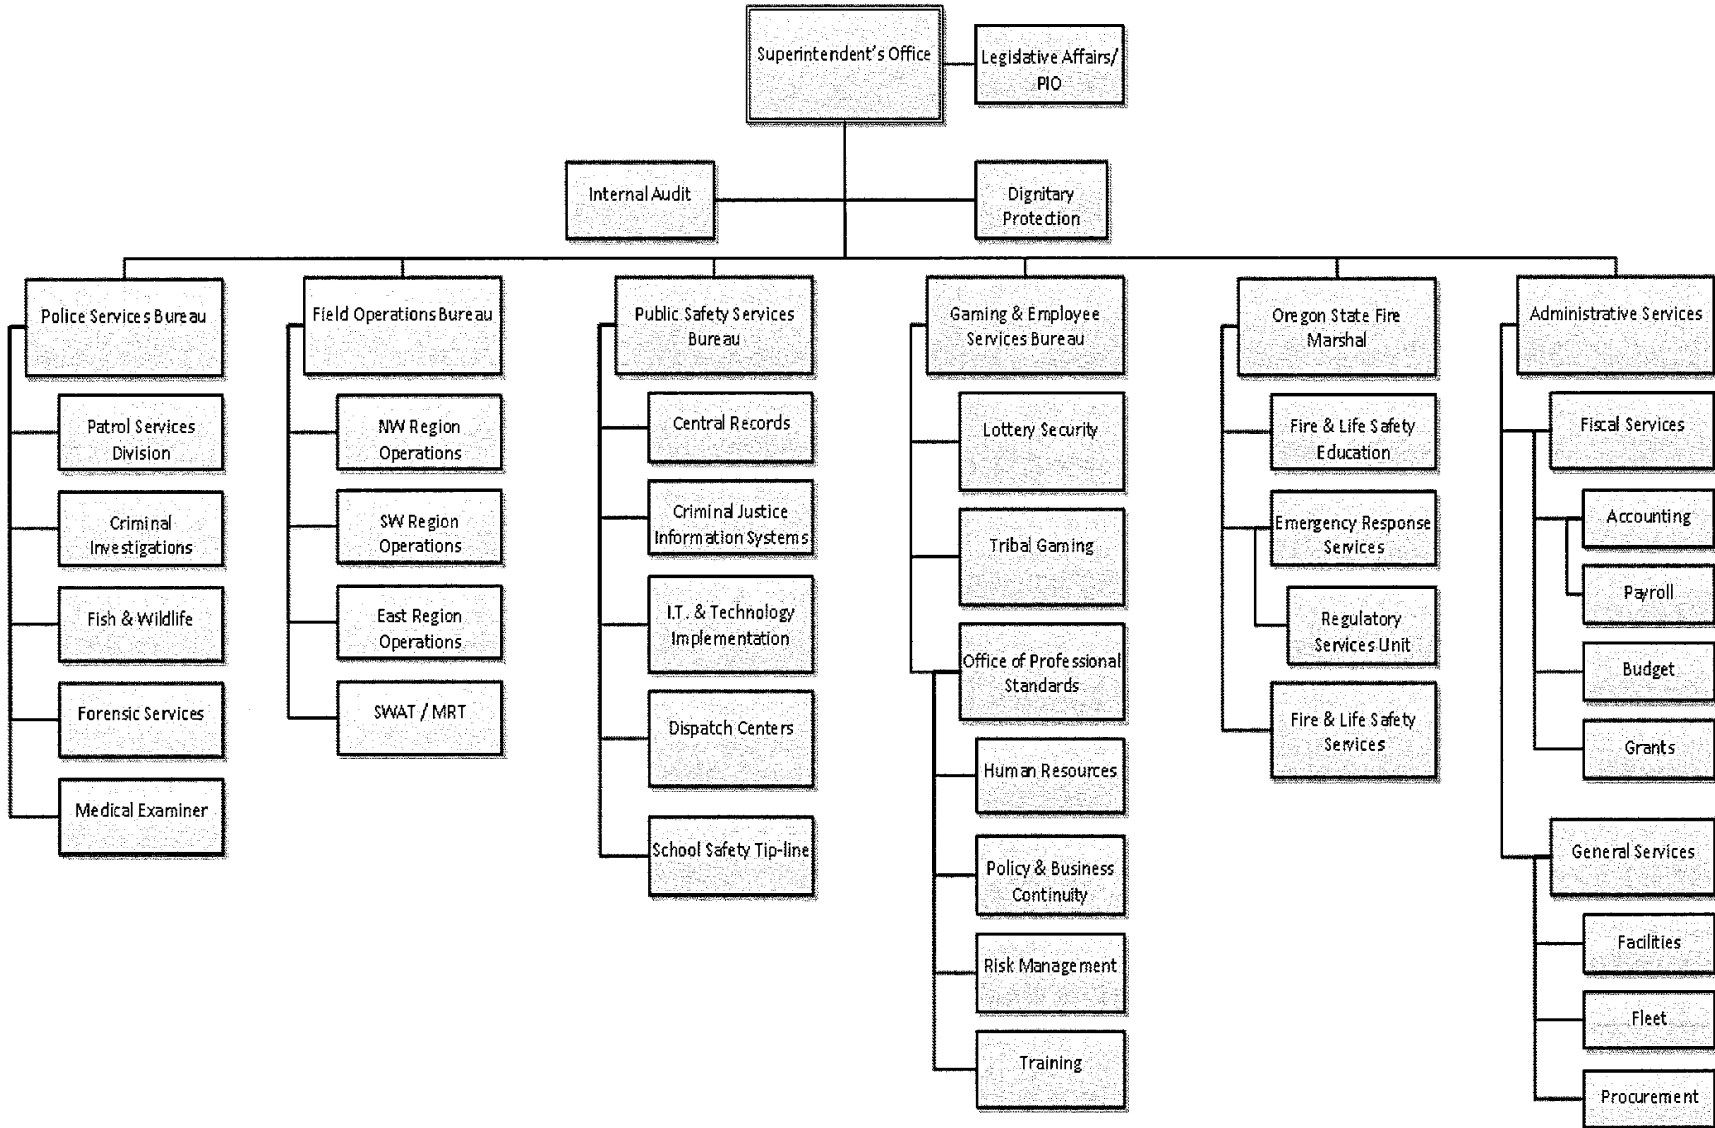 Superintendent's Office
Legislative Affairs/
PIO
Internal Audit
Dignitary
Protection
Police Services Bureau
Patrol Services
Division
Criminal
Investigations
Fish & Wildlife
Forensic Services
Medical Examiner
Field Operations Bureau
NW Region
Operations
SW Region
Operations
East Region
Operations
SWAT / MRT
Public Safety Services
Bureau
Central Records
Criminal Justice
Information Systems
I.T. & Technology
Implementation
Dispatch Centers
School Safety Tip-line
Gaming & Employee
Services Bureau
Lottery Security
Tribal Gaming
Office of Professional
Standards
Human Resources
Policy & Business
Continuity
Risk Management
Training
Oregon State Fire
Marshal
Fire & Life Safety
Education
Emergency Response
Services
Regulatory
Services Unit
Fire & Life Safety
Services
Administrative Services
Fiscal Services
Accounting
Payroll
Budget
Grants
General Services
Facilities
Fleet
Procurement